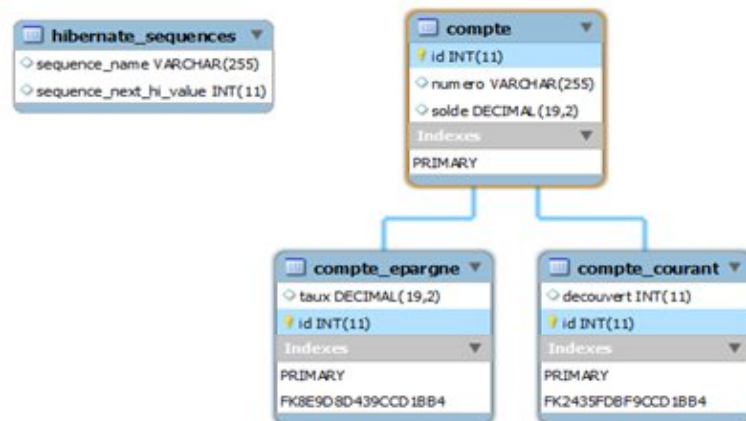 hibernate_sequences
sequence_name VARCHAR(255)
sequence_next_hi_value INT(11)
compte
id INT(11)
numero VARCHAR(255)
solde DECIMAL(19,2)
Indexes
PRIMARY
compte_epargne
taux DECIMAL(19,2)
id INT(11)
Indexes
PRIMARY
FK8E9D8D439CCD1BB4
compte_courant
decouvert INT(11)
id INT(11)
Indexes
PRIMARY
FK2435FDBF9CCD1BB4